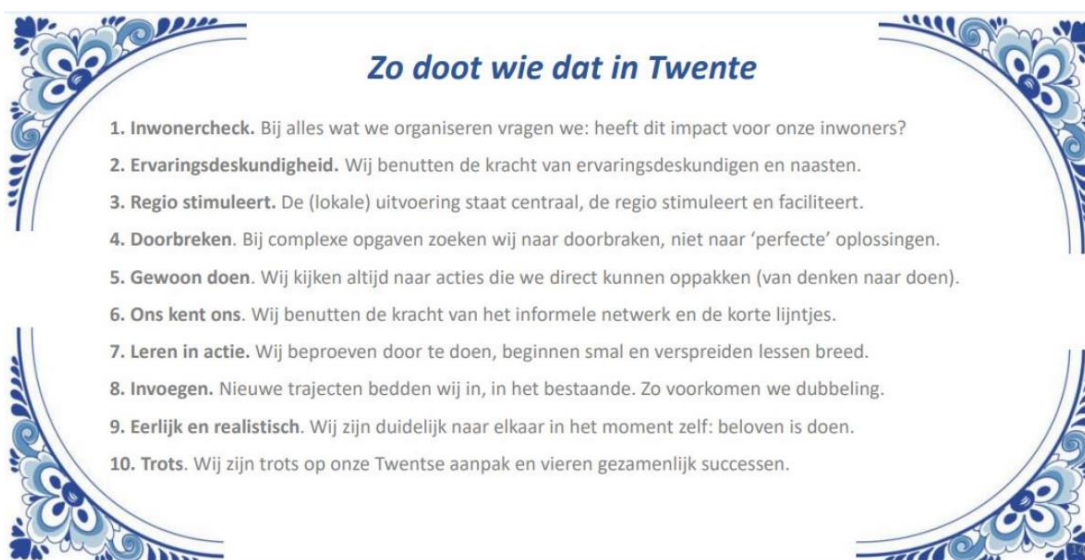 Zo doot wie dat in Twente
1. Inwonercheck. Bij alles wat we organiseren vragen we: heeft dit impact voor onze inwoners?
2. Ervaringsdeskundigheid. Wij benutten de kracht van ervaringsdeskundigen en naasten.
3. Regio stimuleert. De (lokale) uitvoering staat centraal, de regio stimuleert en faciliteert.
4. Doorbreken. Bij complexe opgaven zoeken wij naar doorbraken, niet naar ‘perfecte’ oplossingen.
5. Gewoon doen. Wij kijken altijd naar acties die we direct kunnen oppakken (van denken naar doen).
6. Ons kent ons. Wij benutten de kracht van het informele netwerk en de korte lijntjes.
7. Leren in actie. Wij beproeven door te doen, beginnen smal en verspreiden lessen breed.
8. Invoegen. Nieuwe trajecten bedden wij in, in het bestaande. Zo voorkomen we dubbeling.
9. Eerlijk en realistisch. Wij zijn duidelijk naar elkaar in het moment zelf: beloven is doen.
10. Trots. Wij zijn trots op onze Twentse aanpak en vieren gezamenlijk successen.